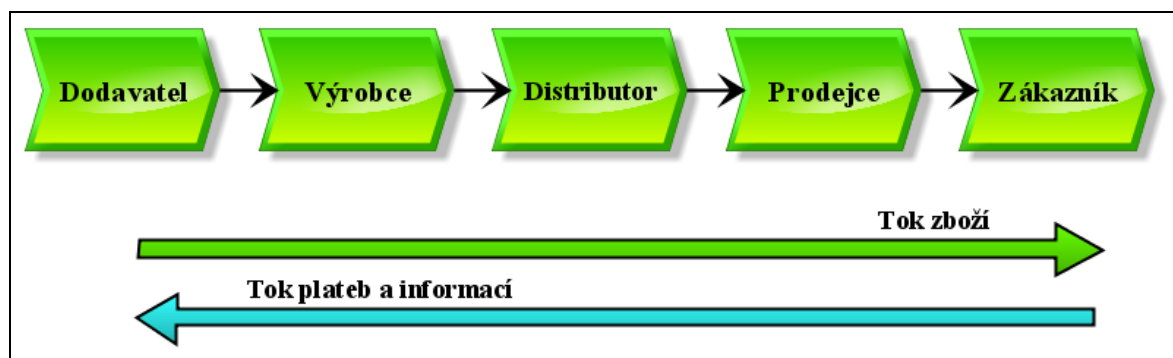 Dodavatel
Výrobce
Distributor
Prodejce
Zákazník
Tok zboží
Tok plateb a informací